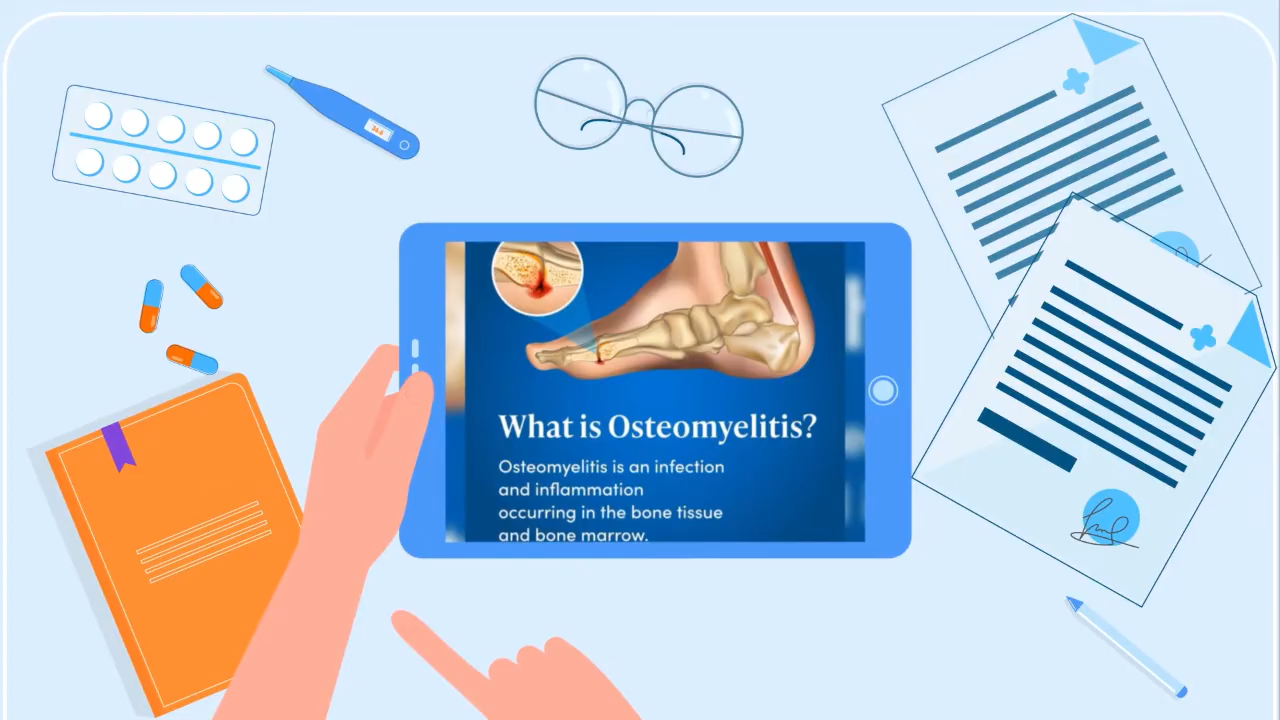 What is Osteomyelitis?
Osteomyelitis is an infection
and inflammation
occurring in the bone tissue
and bone marrow.